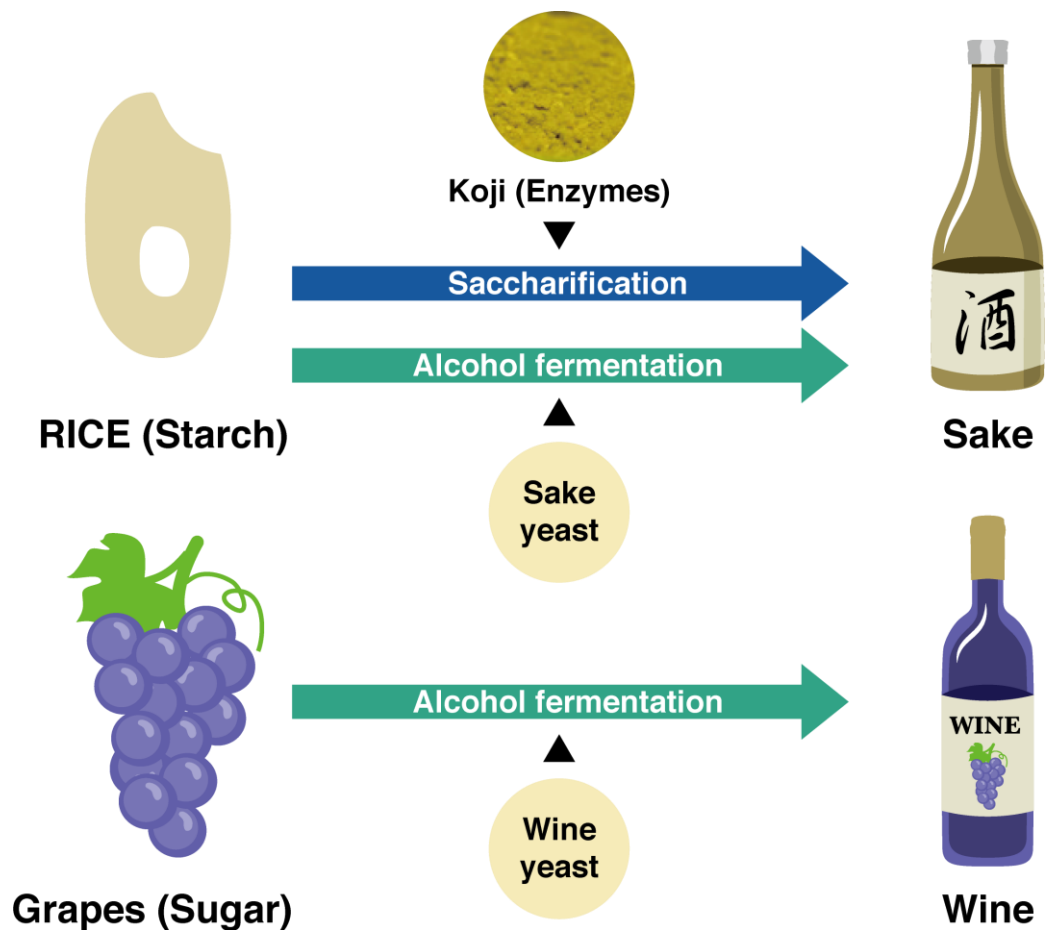 Koji (Enzymes)
Saccharification
Alcohol fermentation
RICE (Starch)
Sake
yeast
酒
Sake
Alcohol fermentation
Wine
yeast
Grapes (Sugar)
WINE
Wine